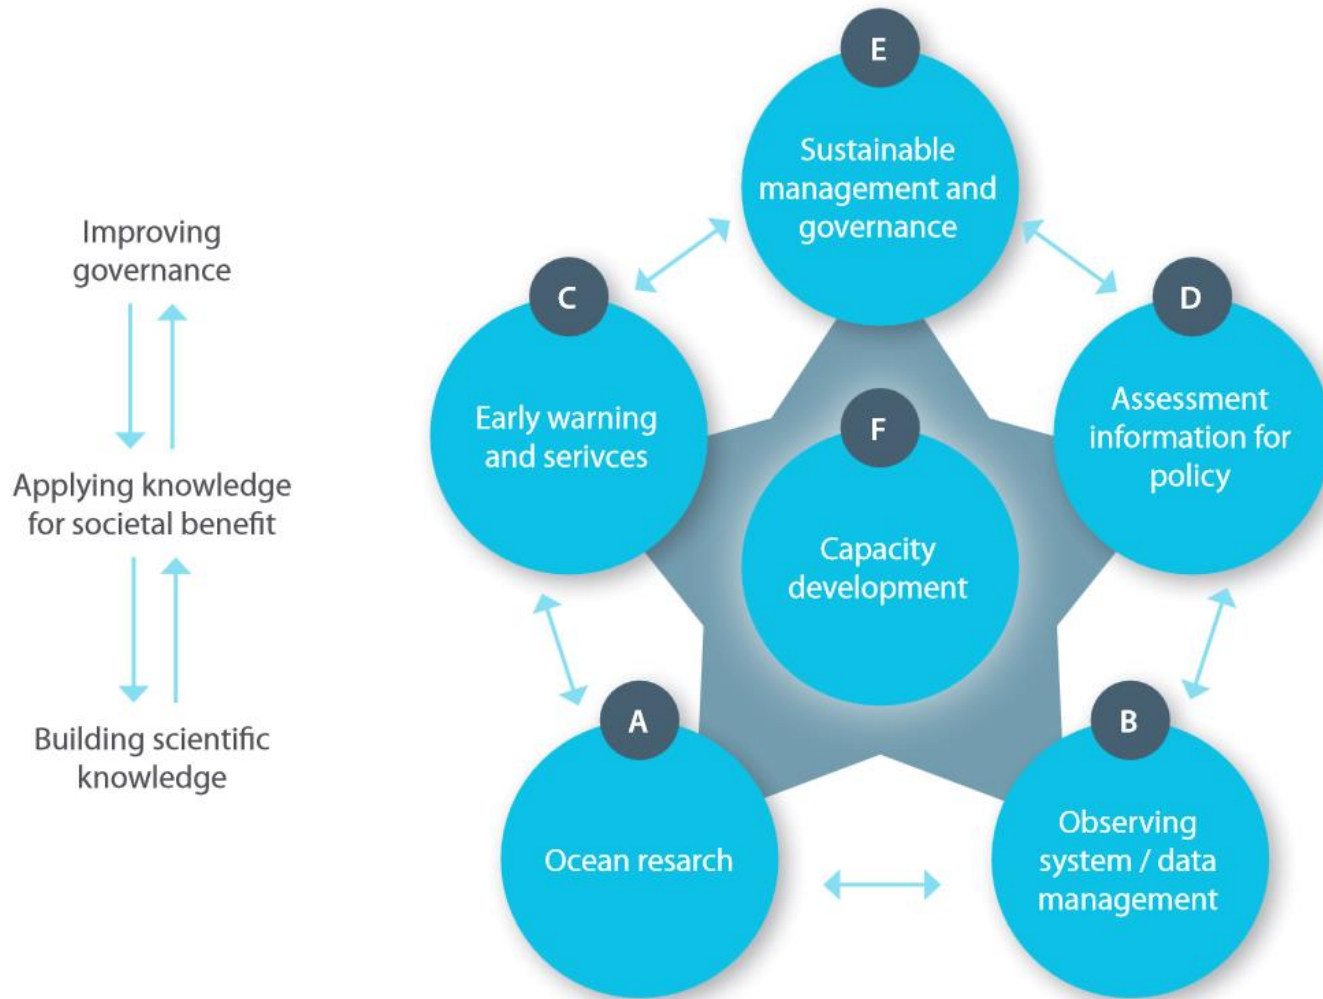 Improving
governance
Applying knowledge
for societal benefit
Building scientific
knowledge
E
Sustainable
management and
governance
C
Early warning
and serivces
D
Assessment
information for
policy
F
Capacity
development
A
Ocean resarch
B
Observing
system / data
management